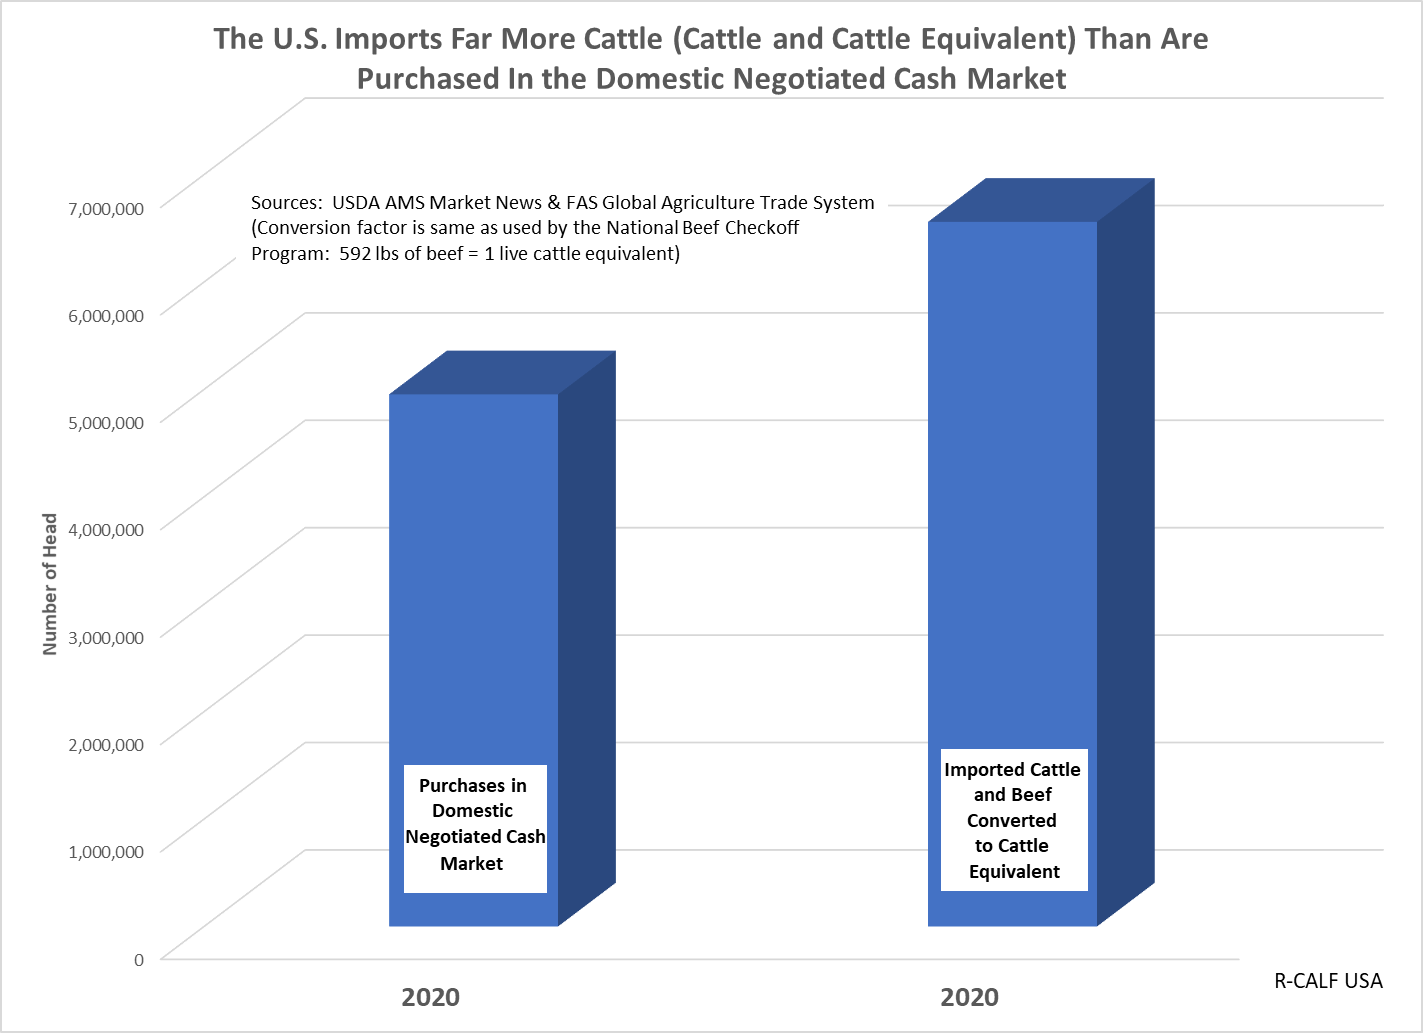 The U.S. Imports Far More Cattle (Cattle and Cattle Equivalent) Than Are
Purchased In the Domestic Negotiated Cash Market
Sources:  USDA AMS Market News & FAS Global Agriculture Trade System
(Conversion factor is same as used by the National Beef Checkoff
Program:  592 lbs of beef = 1 live cattle equivalent)
Number of Head
7,000,000
6,000,000
5,000,000
4,000,000
3,000,000
2,000,000
1,000,000
0
Purchases in
Domestic
Negotiated Cash
Market
Imported Cattle
and Beef
Converted
to Cattle
Equivalent
2020
2020
R-CALF USA